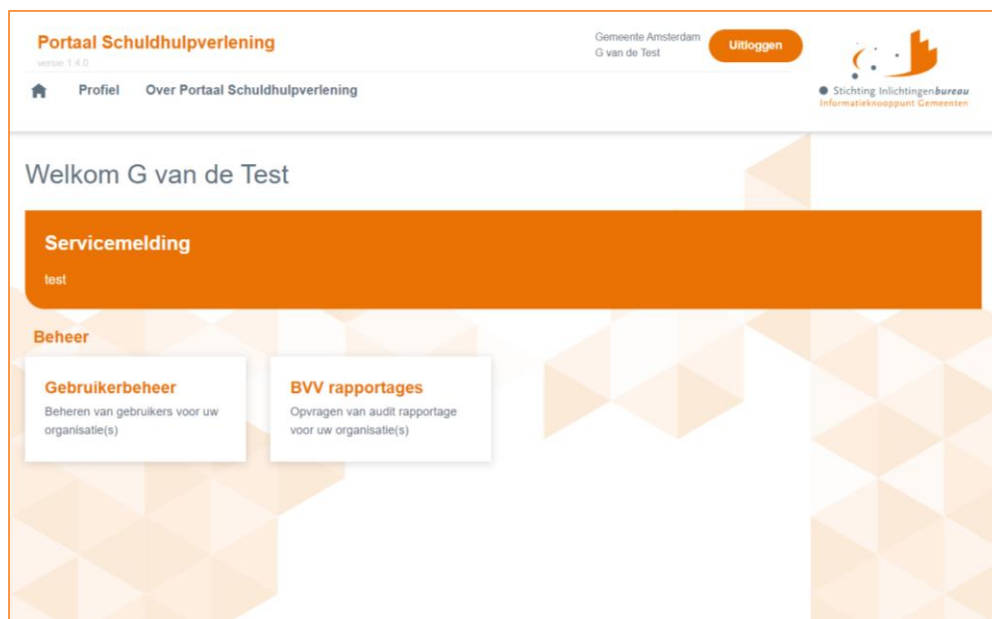 Portaal Schuldhulpverlening
versie 1.4.0
Gemeente Amsterdam
G van de Test
Uitloggen
Profiel
Over Portaal Schuldhulpverlening
Stichting Inlichtingenbureau
Informatieknooppunt Gemeenten
Welkom G van de Test
Servicemelding
test
Beheer
Gebruikerbeheer
Beheren van gebruikers voor uw
organisatie(s)
BVV rapportages
Opvragen van audit rapportage
voor uw organisatie(s)